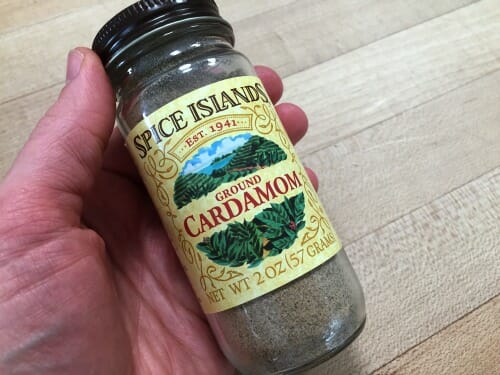 SPICE ISLANDS
EST. 1941
GROUND
CARDAMOM
NET WT 2 OZ (57 GRAMS)